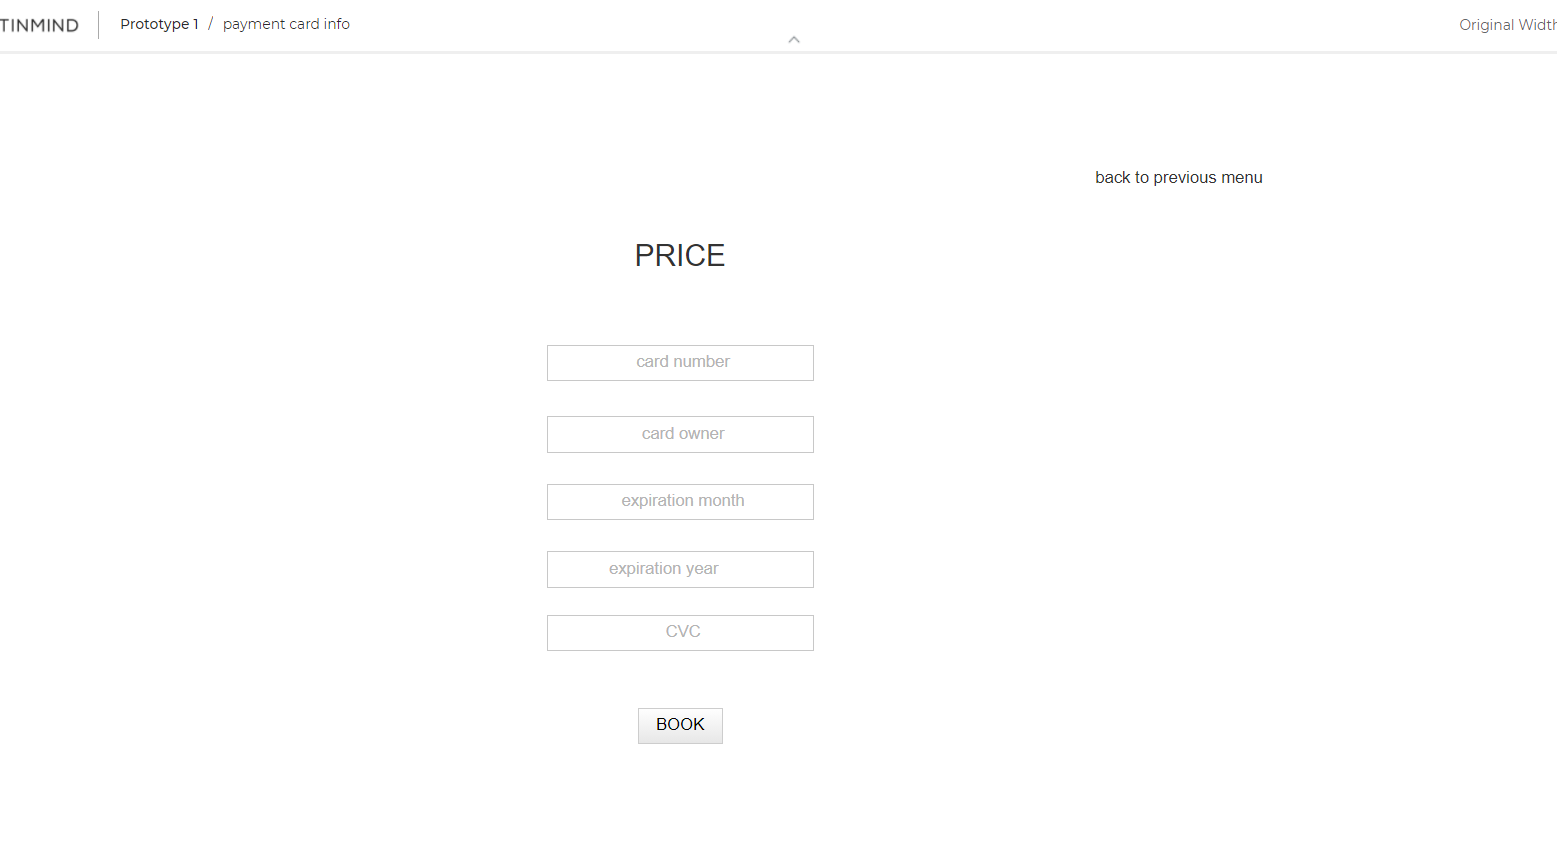 TINMIND
Prototype 1 / payment card info
Original Width
back to previous menu
PRICE
card number
card owner
expiration month
expiration year
CVC
BOOK